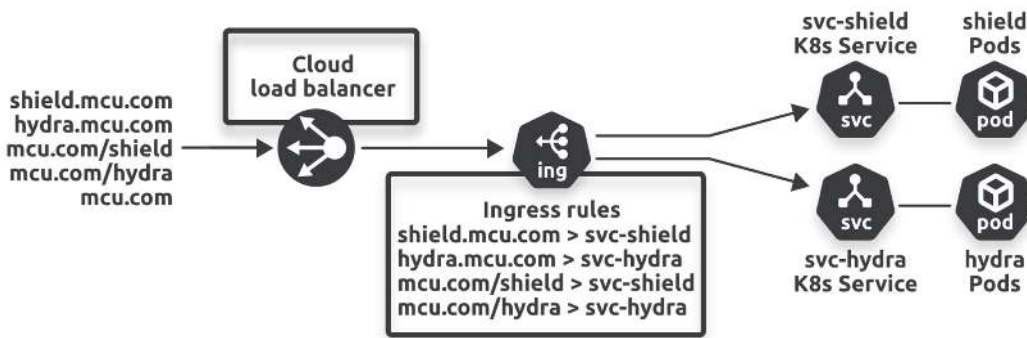 shield.mcu.com
hydra.mcu.com
mcu.com/shield
mcu.com/hydra
mcu.com
Cloud
load balancer
ing
Ingress rules
shield.mcu.com > svc-shield
hydra.mcu.com > svc-hydra
mcu.com/shield > svc-shield
mcu.com/hydra > svc-hydra
svc-shield
K8s Service
svc
shield
Pods
pod
svc
svc-hydra
K8s Service
pod
hydra
Pods